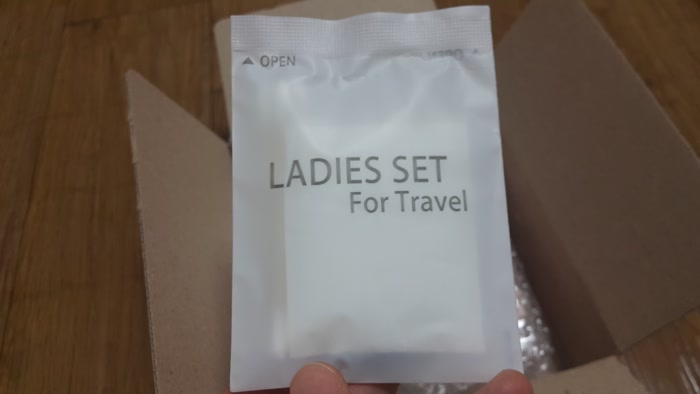 ▲ OPEN
LADIES SET
For Travel